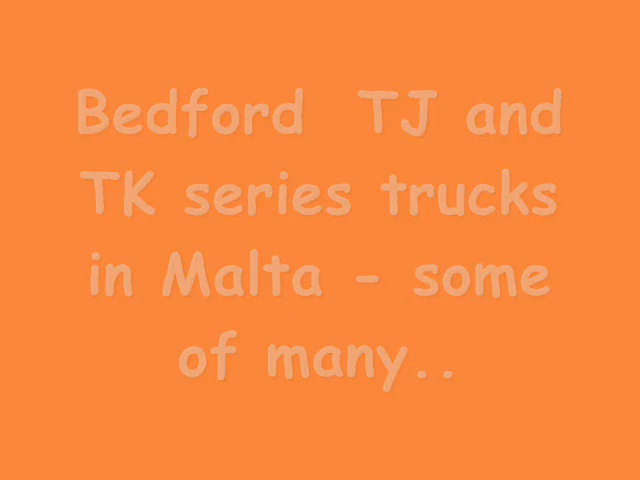 Bedford TJ and
TK series trucks
in Malta - some
of many..